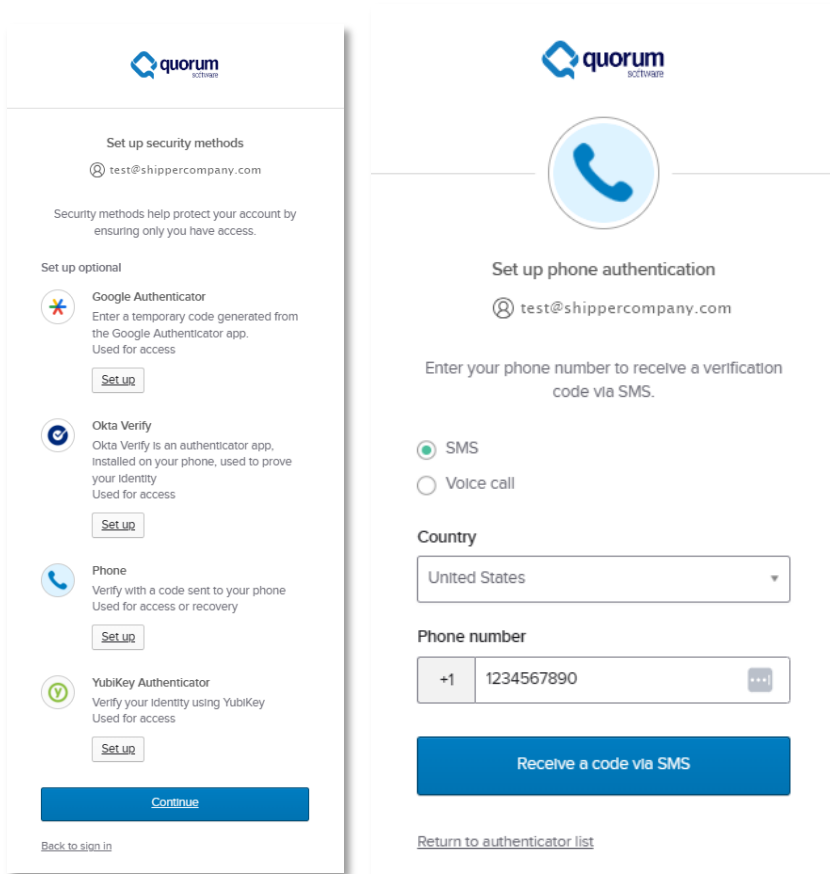 quorum
software
Set up security methods
test@shippercompany.com
Security methods help protect your account by
ensuring only you have access.
Set up optional
Google Authenticator
Enter a temporary code generated from
the Google Authenticator app.
Used for access
Set up
Okta Verify
Okta Verify is an authenticator app,
installed on your phone, used to prove
your identity
Used for access
Set up
Phone
Verify with a code sent to your phone
Used for access or recovery
Set up
YubiKey Authenticator
Verify your identity using YubiKey
Used for access
Set up
Continue
Back to sign in
quorum
software
Set up phone authentication
test@shippercompany.com
Enter your phone number to receive a verification
code via SMS.
SMS
Voice call
Country
United States
Phone number
+1 1234567890
Receive a code via SMS
Return to authenticator list